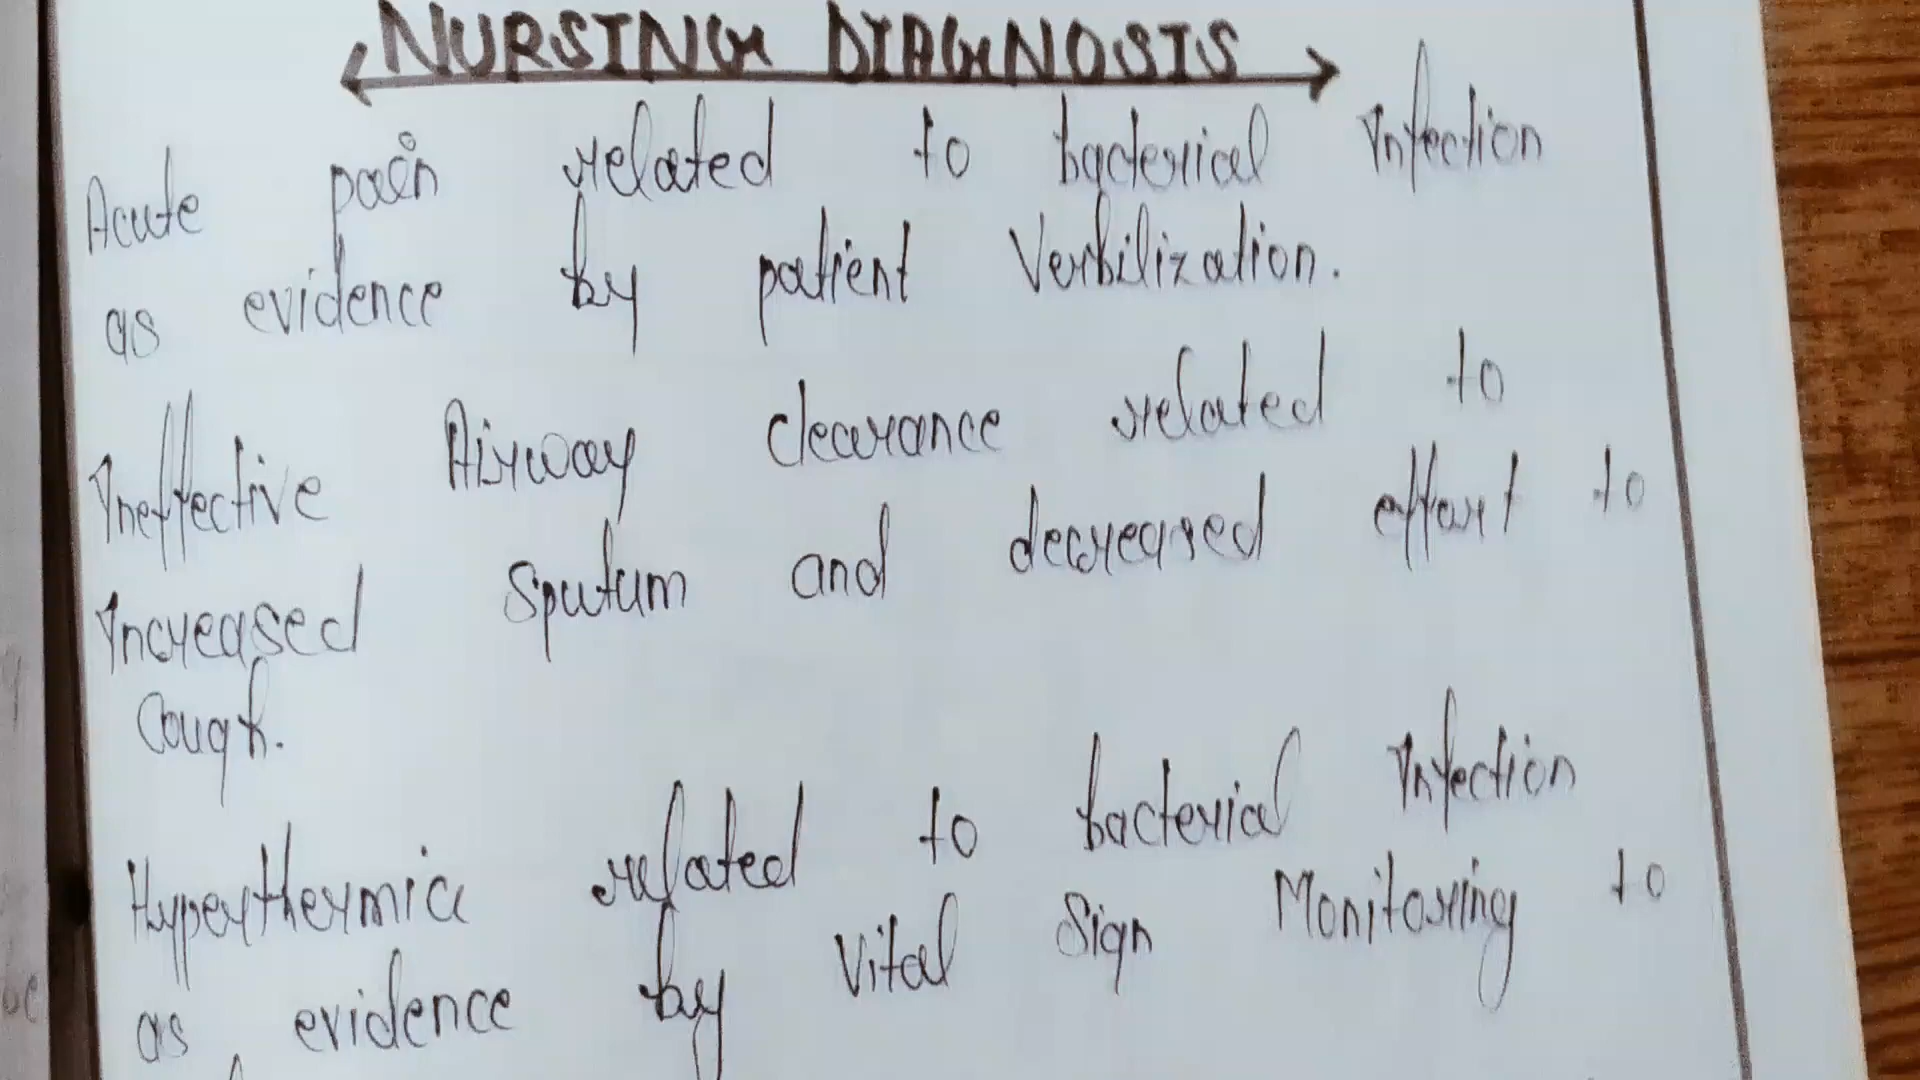 NURSING DIAGNOSIS
Acute pain related to bacterial Infection
as evidence by patient Verbilization.
Ineffective Airway clearance related to
Increased Sputum and decreased effort to
Cough.
Hyperthermia related to bacterial Infection
as evidence by Vital Sign Monitoring to